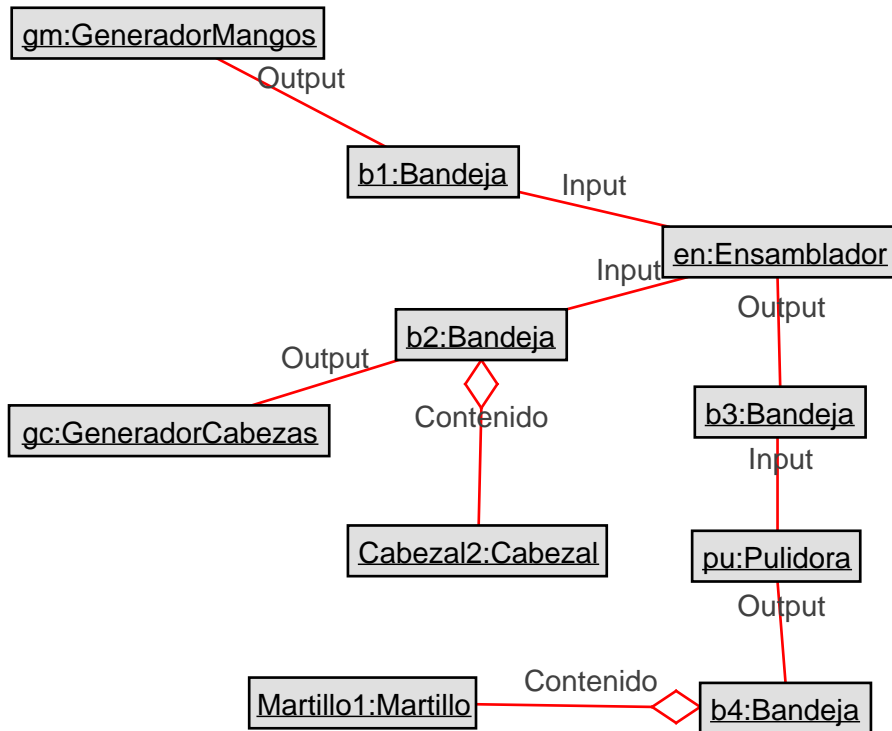 gm:GeneradorMangos
Output
b1:Bandeja
Input
en:Ensamblador
Input
Output
b2:Bandeja
Output
b3:Bandeja
gc:GeneradorCabezas
Contenido
Input
Cabezal2:Cabezal
pu:Pulidora
Output
Contenido
Martillo1:Martillo
b4:Bandeja